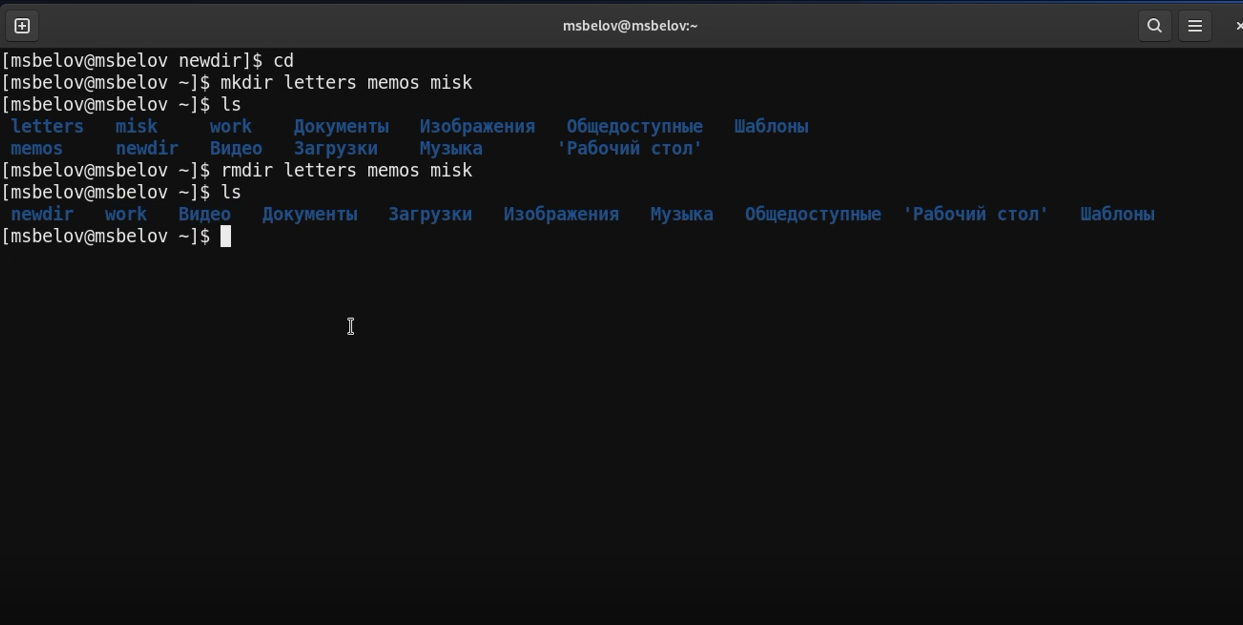 msbelov@msbelov:~
[msbelov@msbelov newdir]$ cd
[msbelov@msbelov ~]$ mkdir letters memos misk
[msbelov@msbelov ~]$ ls
letters misk work Документы Изображения Общедоступные Шаблоны
memos newdir Видео Загрузки Музыка 'Рабочий стол'
[msbelov@msbelov ~]$ rmdir letters memos misk
[msbelov@msbelov ~]$ ls
newdir work Видео Документы Загрузки Изображения Музыка Общедоступные 'Рабочий стол' Шаблоны
[msbelov@msbelov ~]$